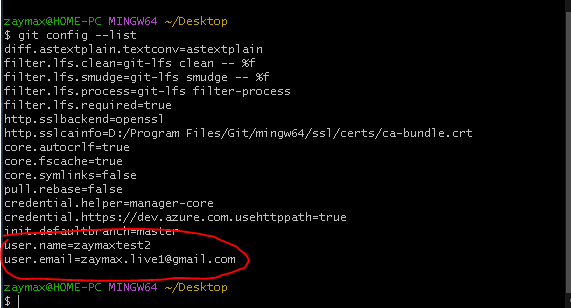 zaymax@HOME-PC MINGW64 ~/Desktop
$ git config --list
diff.astextplain.textconv=astextplain
filter.lfs.clean=git-lfs clean -- %f
filter.lfs.smudge=git-lfs smudge -- %f
filter.lfs.process=git-lfs filter-process
filter.lfs.required=true
http.sslbackend=openssl
http.sslcainfo=D:/Program Files/Git/mingw64/ssl/certs/ca-bundle.crt
core.autocrlf=true
core.fscache=true
core.symlinks=false
pull.rebase=false
credential.helper=manager-core
credential.https://dev.azure.com.usehttppath=true
init.defaultbranch=master
user.name=zaymaxtest2
user.email=zaymax.live1@gmail.com
zaymax@HOME-PC MINGW64 ~/Desktop
$